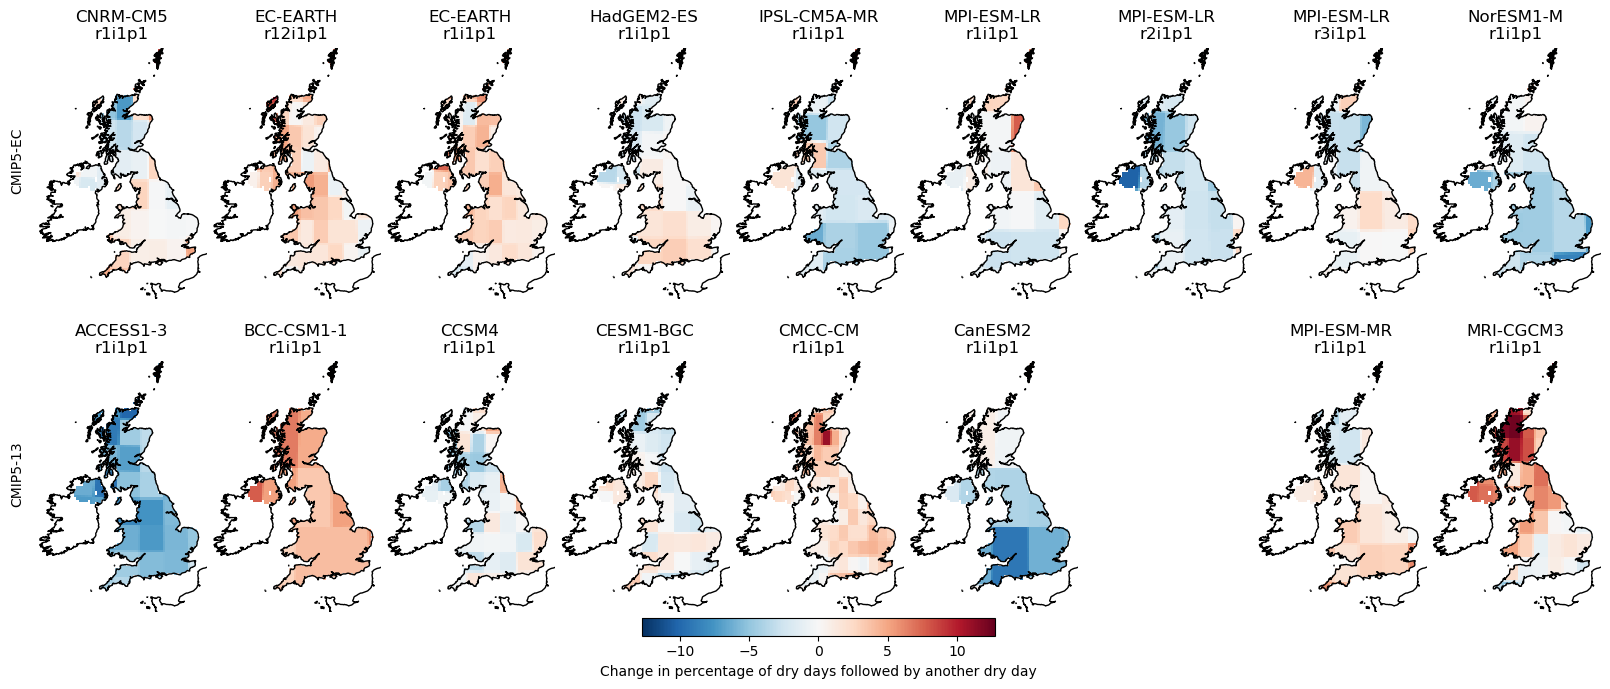 CNRM-CM5 EC-EARTH EC-EARTH HadGEM2-ES IPSL-CM5A-MR MPI-ESM-LR MPI-ESM-LR MPI-ESM-LR NorESM1-M
r1i1p1 r12i1p1 r1i1p1 r1i1p1 r1i1p1 r1i1p1 r2i1p1 r3i1p1 r1i1p1
CMIP5-EC
ACCESS1-3 BCC-CSM1-1 CCSM4 CESM1-BGC CMCC-CM CanESM2 MPI-ESM-MR MRI-CGCM3
r1i1p1 r1i1p1 r1i1p1 r1i1p1 r1i1p1 r1i1p1 r1i1p1 r1i1p1
CMIP5-13
−10 −5 0 5 10
Change in percentage of dry days followed by another dry day